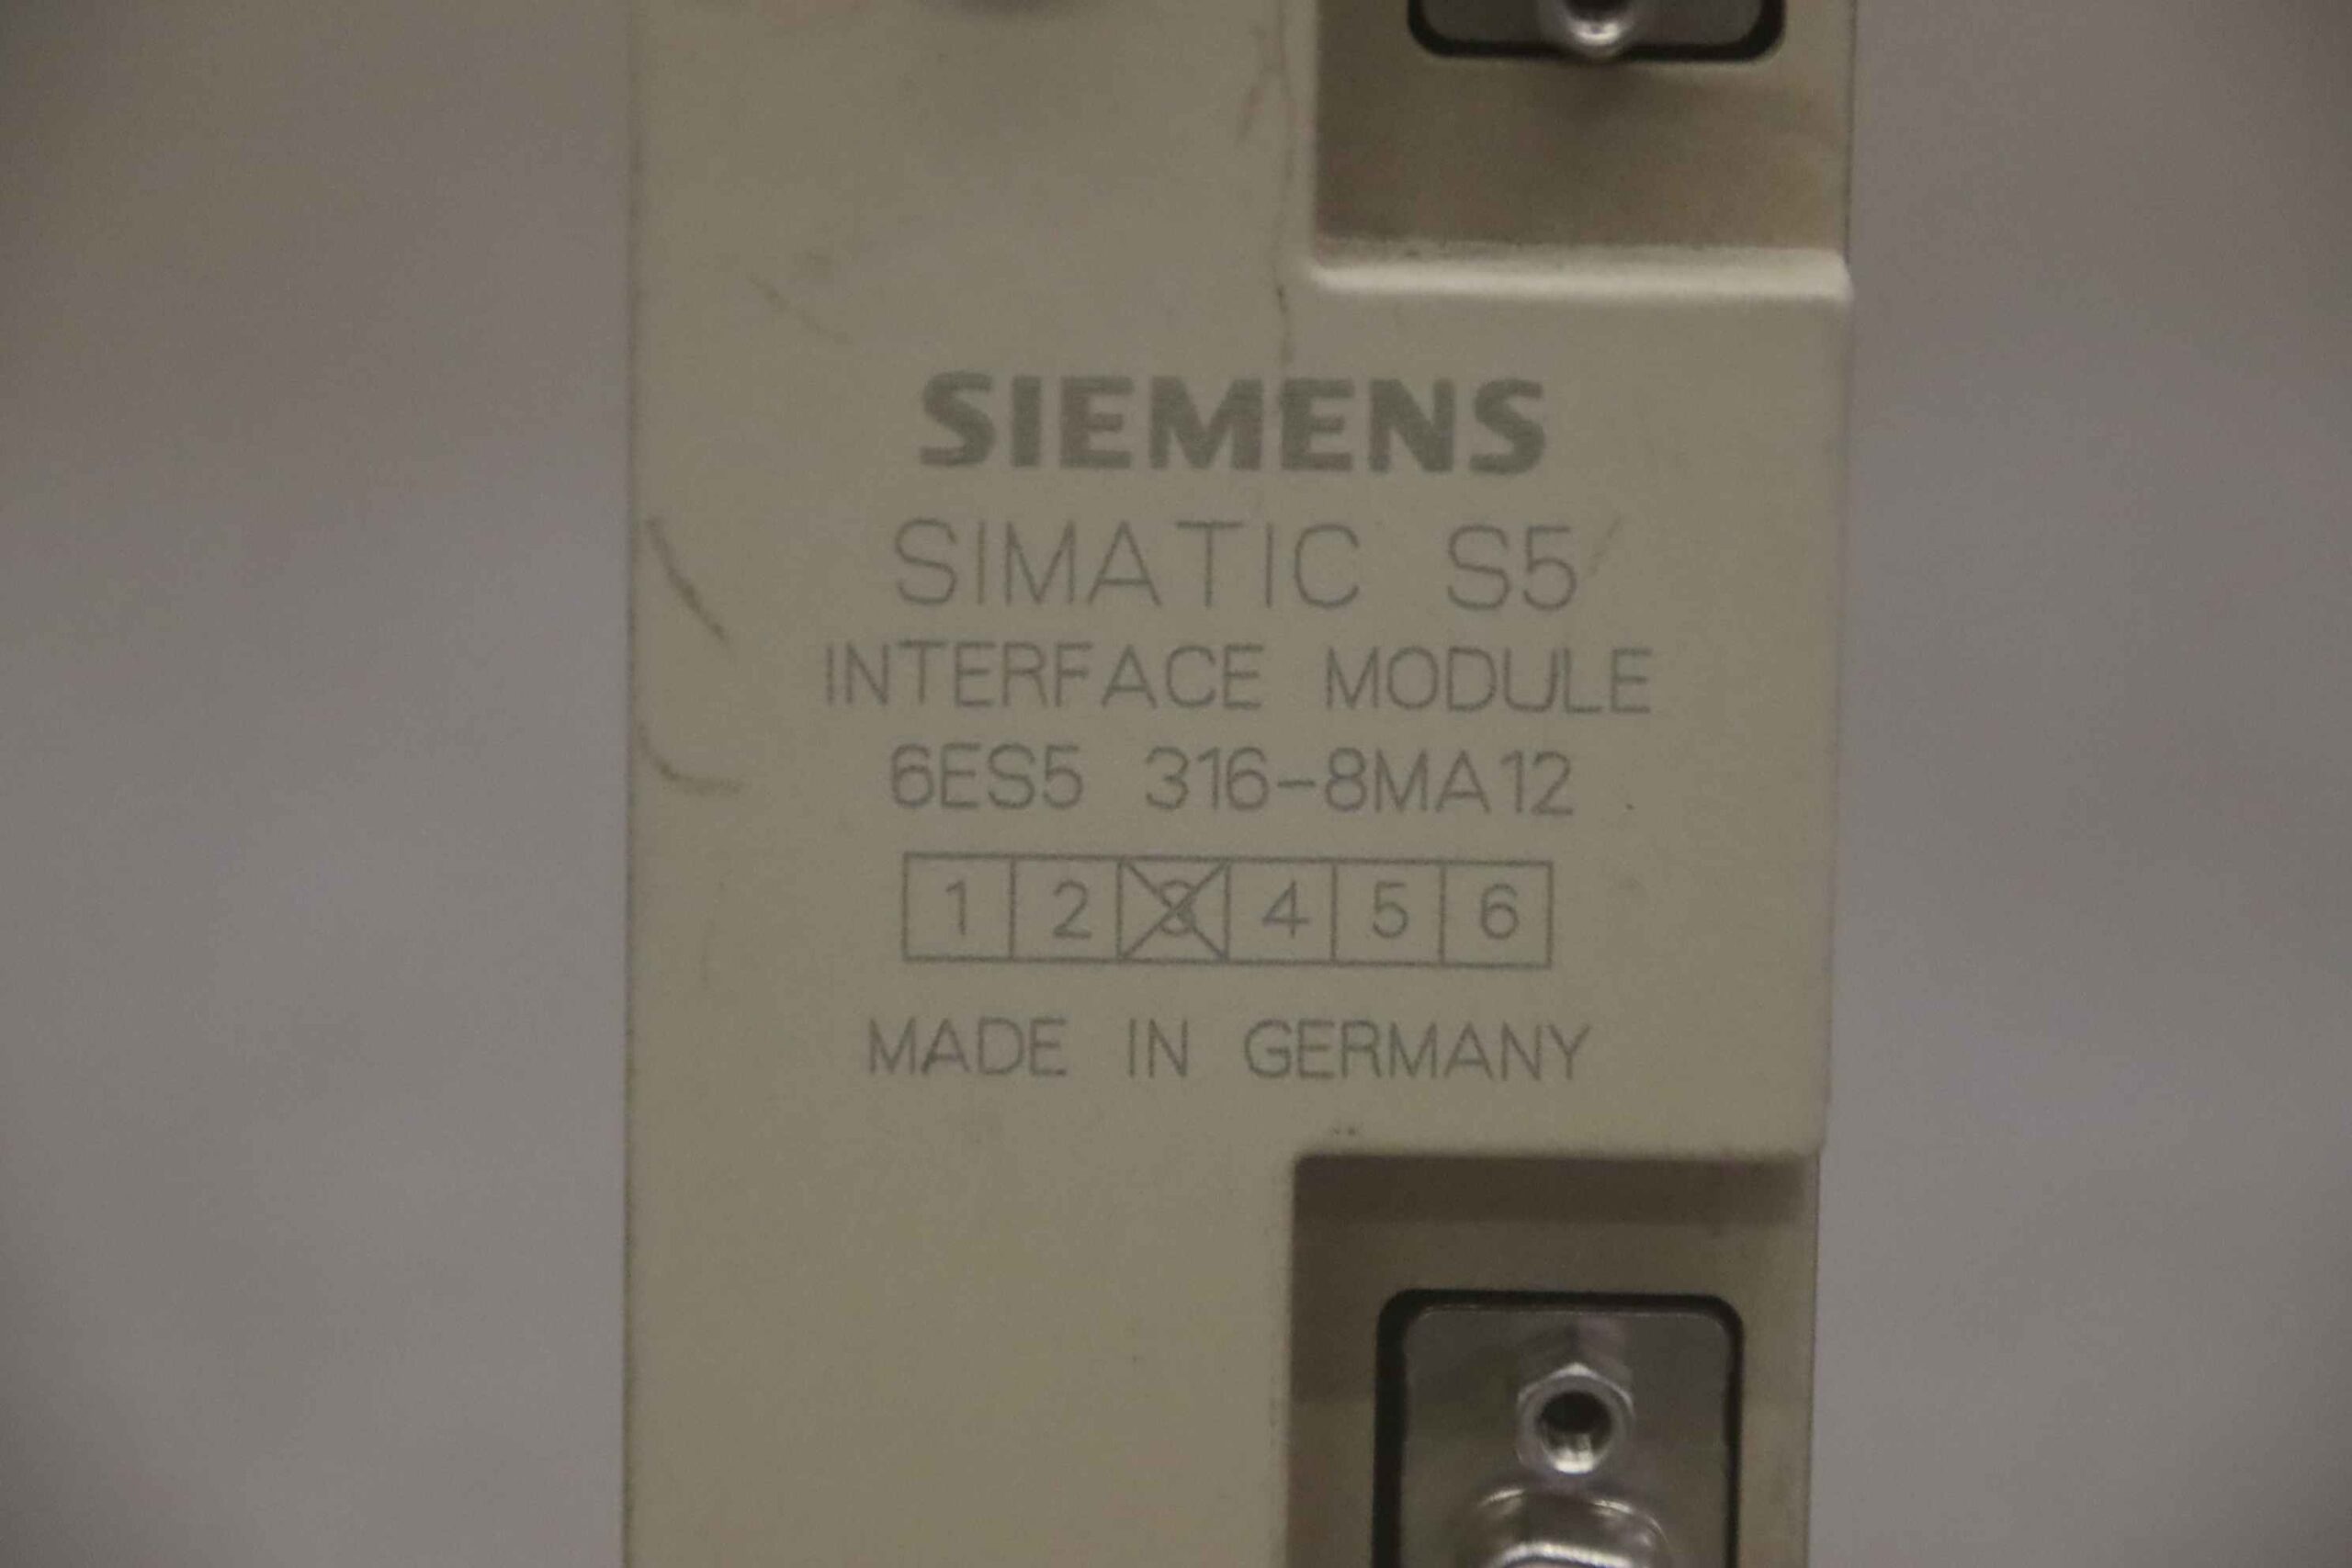 SIEMENS
SIMATIC S5
INTERFACE MODULE
6ES5 316-8MA12
1 2 3 4 5 6
MADE IN GERMANY